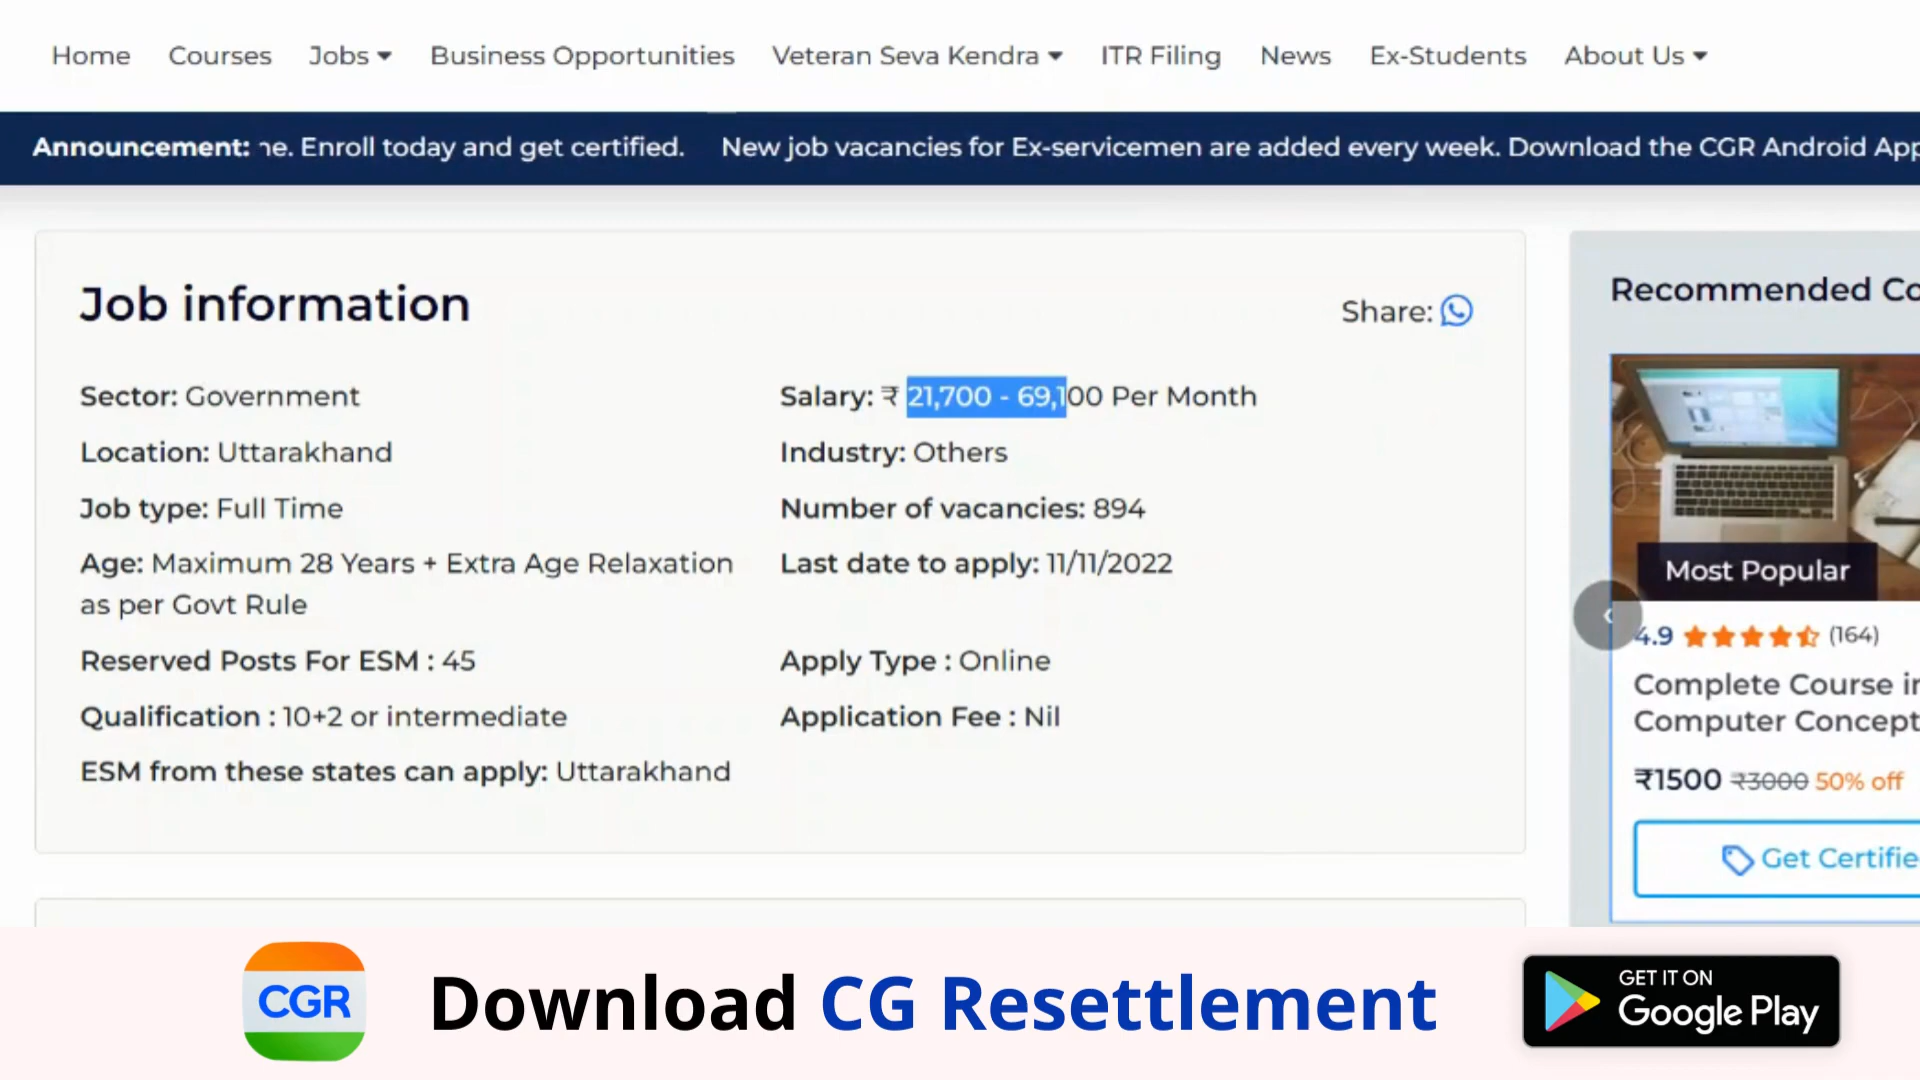 Home Courses Jobs Business Opportunities Veteran Seva Kendra ITR Filing News Ex-Students About Us
Announcement: ne. Enroll today and get certified. New job vacancies for Ex-servicemen are added every week. Download the CGR Android App
Job information
Share:
Sector: Government
Salary: ₹ 21,700 - 69,100 Per Month
Location: Uttarakhand
Industry: Others
Job type: Full Time
Number of vacancies: 894
Age: Maximum 28 Years + Extra Age Relaxation
as per Govt Rule
Last date to apply: 11/11/2022
Reserved Posts For ESM : 45
Apply Type : Online
Qualification : 10+2 or intermediate
Application Fee : Nil
ESM from these states can apply: Uttarakhand
Recommended Co
Most Popular
4.9 (164)
Complete Course in
Computer Concept
₹1500 ₹3000 50% off
Get Certifie
CGR
Download CG Resettlement
GET IT ON
Google Play